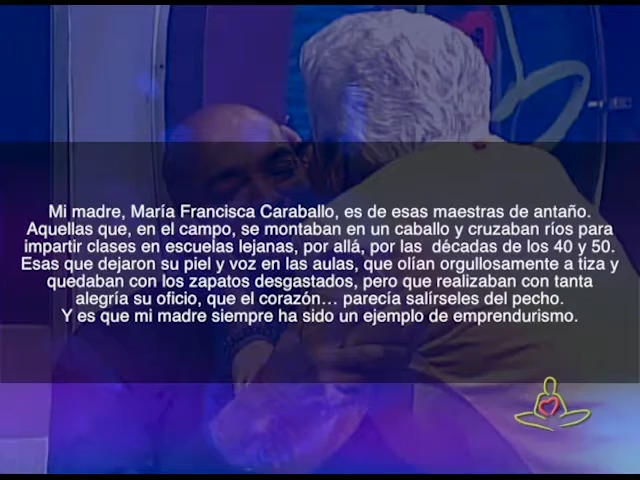 Mi madre, María Francisca Caraballo, es de esas maestras de antaño.
Aquellas que, en el campo, se montaban en un caballo y cruzaban ríos para
impartir clases en escuelas lejanas, por allá, por las décadas de los 40 y 50.
Esas que dejaron su piel y voz en las aulas, que olían orgullosamente a tiza y
quedaban con los zapatos desgastados, pero que realizaban con tanta
alegría su oficio, que el corazón… parecía salírseles del pecho.
Y es que mi madre siempre ha sido un ejemplo de emprendurismo.